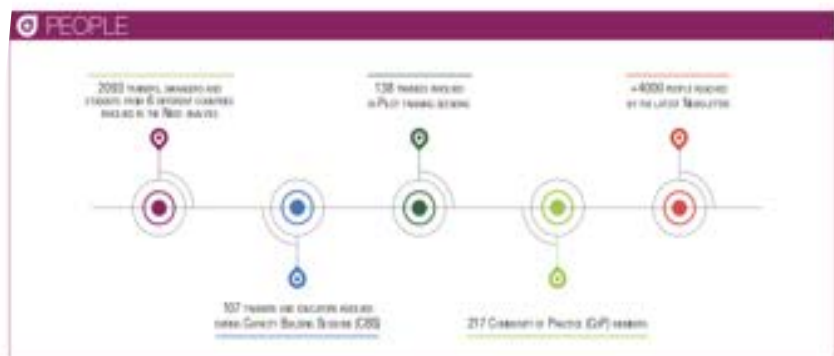 PEOPLE
2093 TRAINERS, MANAGERS AND
STUDENTS FROM 6 DIFFERENT COUNTRIES
INVOLVED IN THE NEED ANALYSIS
138 TRAINEES INVOLVED
IN PILOT TRAINING SESSIONS
+4000 PEOPLE REACHED
BY THE LATEST NEWSLETTER
107 TRAINERS AND EDUCATORS INVOLVED
DURING CAPACITY BUILDING SESSIONS (CBS)
217 COMMUNITY OF PRACTICE (CoP) MEMBERS